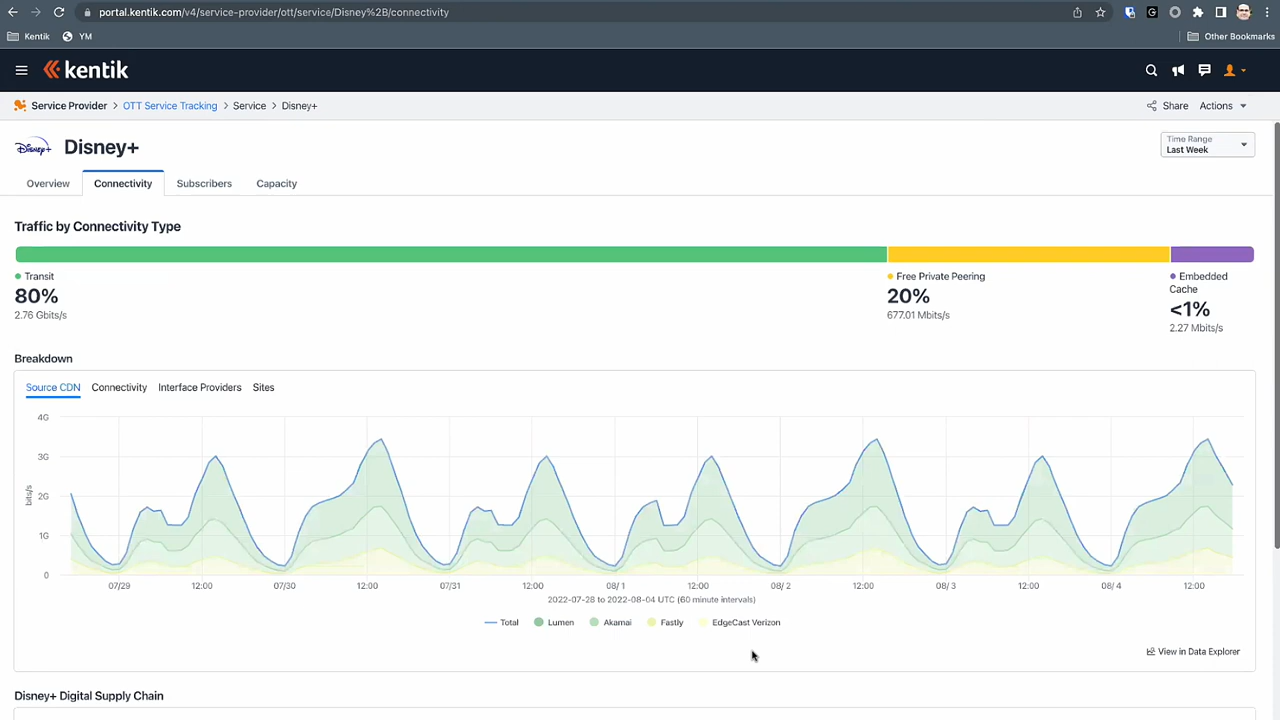 portal.kentik.com/v4/service-provider/ott/service/Disney%2B/connectivity
Kentik YM Other Bookmarks
kentik
Service Provider > OTT Service Tracking > Service > Disney+ Share Actions
Disney+ Disney+
Time Range
Last Week
Overview Connectivity Subscribers Capacity
Traffic by Connectivity Type
Transit Free Private Peering Embedded
Cache
80% 20% <1%
2.76 Gbits/s 677.01 Mbits/s 2.27 Mbits/s
Breakdown
Source CDN Connectivity Interface Providers Sites
4G
3G
2G
1G
0
bits/s
07/29 12:00 07/30 12:00 07/31 12:00 08/ 1 12:00 08/ 2 12:00 08/ 3 12:00 08/ 4 12:00
2022-07-28 to 2022-08-04 UTC (60 minute intervals)
Total Lumen Akamai Fastly EdgeCast Verizon
View in Data Explorer
Disney+ Digital Supply Chain